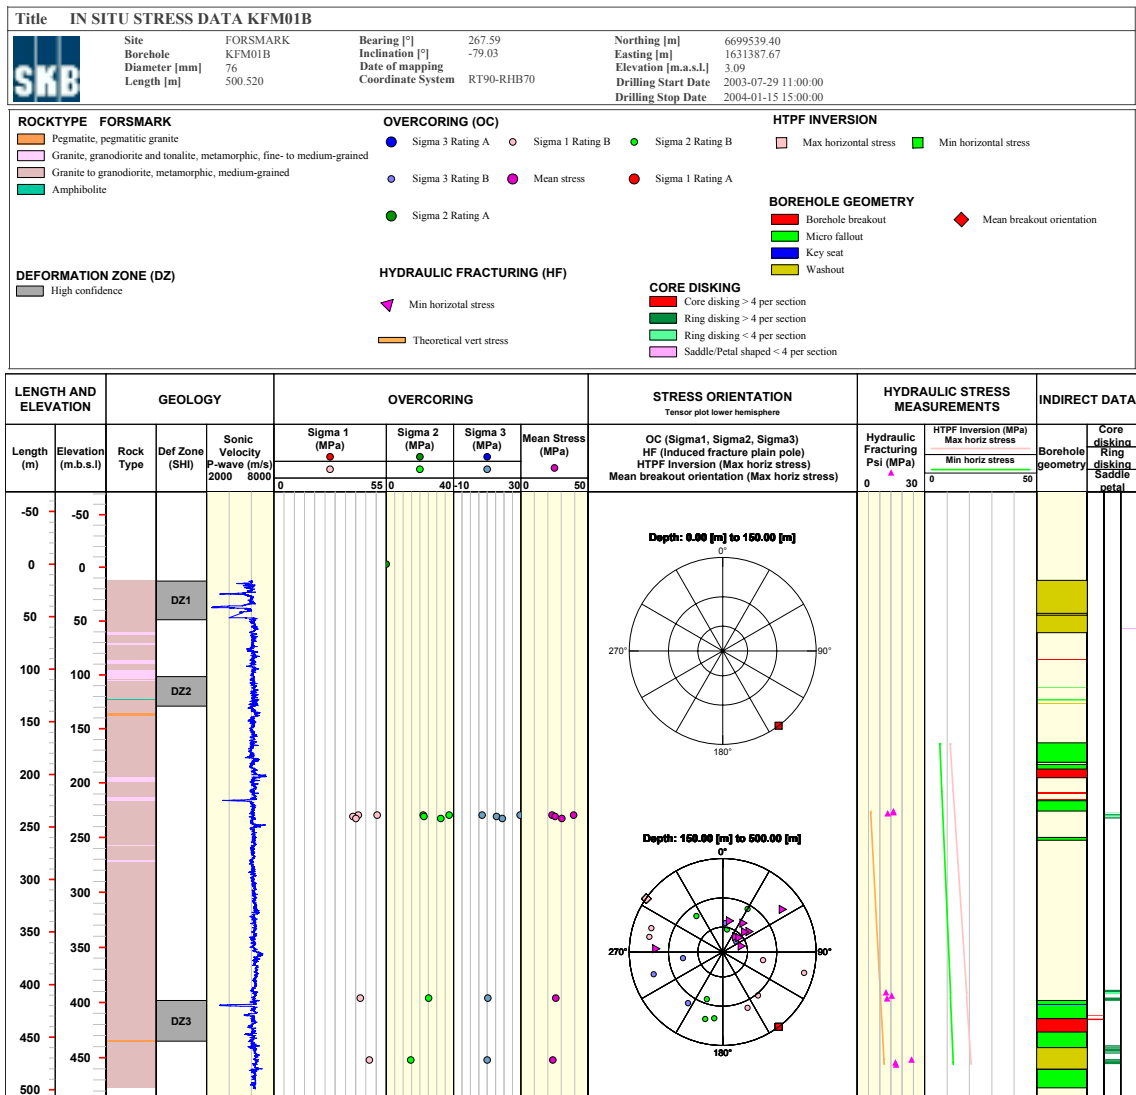 Title IN SITU STRESS DATA KFM01B
SKB
Site FORSMARK Bearing [°] 267.59 Northing [m] 6699539.40
Borehole KFM01B Inclination [°] -79.03 Easting [m] 1631387.67
Diameter [mm] 76 Date of mapping Elevation [m.a.s.l.] 3.09
Length [m] 500.520 Coordinate System RT90-RHB70 Drilling Start Date 2003-07-29 11:00:00
Drilling Stop Date 2004-01-15 15:00:00
ROCKTYPE FORSMARK
Pegmatite, pegmatitic granite
Granite, granodiorite and tonalite, metamorphic, fine- to medium-grained
Granite to granodiorite, metamorphic, medium-grained
Amphibolite
OVERCORING (OC)
Sigma 3 Rating A Sigma 1 Rating B Sigma 2 Rating B
Sigma 3 Rating B Mean stress Sigma 1 Rating A
Sigma 2 Rating A
HTPF INVERSION
Max horizontal stress Min horizontal stress
BOREHOLE GEOMETRY
Borehole breakout Mean breakout orientation
Micro fallout
Key seat
Washout
DEFORMATION ZONE (DZ)
High confidence
HYDRAULIC FRACTURING (HF)
Min horizotal stress
Theoretical vert stress
CORE DISKING
Core disking > 4 per section
Ring disking > 4 per section
Ring disking < 4 per section
Saddle/Petal shaped < 4 per section
LENGTH AND ELEVATION
GEOLOGY
OVERCORING
STRESS ORIENTATION
Tensor plot lower hemisphere
HYDRAULIC STRESS MEASUREMENTS
INDIRECT DATA
Length (m)
Elevation (m.b.s.l)
Rock Type
Def Zone (SHI)
Sonic Velocity P-wave (m/s)
2000 8000
Sigma 1 (MPa)
0 55
Sigma 2 (MPa)
0 40
Sigma 3 (MPa)
-10 30
Mean Stress (MPa)
0 50
OC (Sigma1, Sigma2, Sigma3)
HF (Induced fracture plain pole)
HTPF Inversion (Max horiz stress)
Mean breakout orientation (Max horiz stress)
Hydraulic Fracturing Psi (MPa)
0 30
HTPF Inversion (MPa)
Max horiz stress
Min horiz stress
0 50
Borehole geometry
Core disking
Ring disking
Saddle petal
-50
0
50
100
150
200
250
300
350
400
450
500
-50
0
50
100
150
200
250
300
350
400
450
DZ1
DZ2
DZ3
Depth: 0.00 [m] to 150.00 [m]
0°
270° 90°
180°
Depth: 150.00 [m] to 500.00 [m]
0°
270° 90°
180°